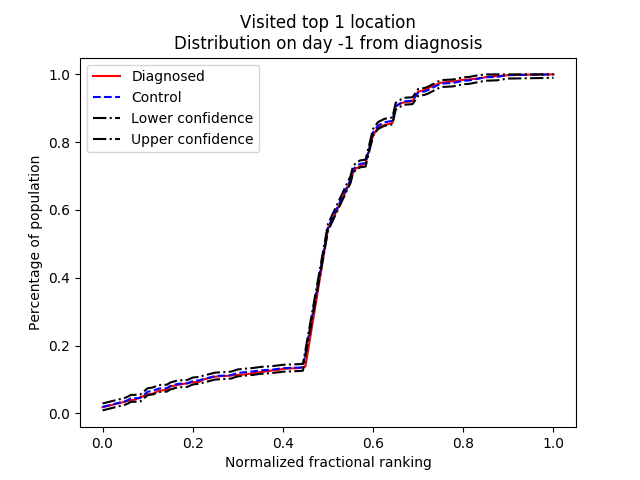 Visited top 1 location
Distribution on day -1 from diagnosis
Diagnosed
Control
Lower confidence
Upper confidence
Percentage of population
1.0
0.8
0.6
0.4
0.2
0.0
0.0 0.2 0.4 0.6 0.8 1.0
Normalized fractional ranking